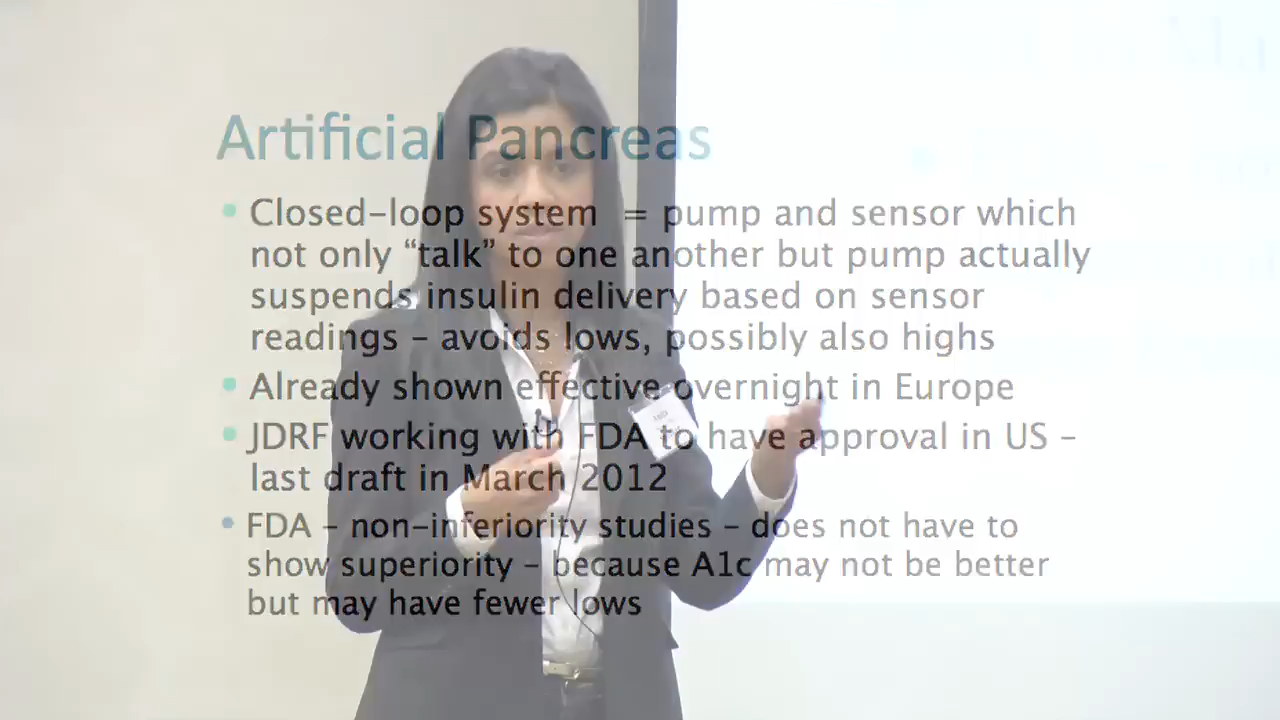 Artificial Pancreas
• Closed-loop system = pump and sensor which
not only “talk” to one another but pump actually
suspends insulin delivery based on sensor
readings – avoids lows, possibly also highs
• Already shown effective overnight in Europe
• JDRF working with FDA to have approval in US –
last draft in March 2012
• FDA – non-inferiority studies – does not have to
show superiority – because A1c may not be better
but may have fewer lows